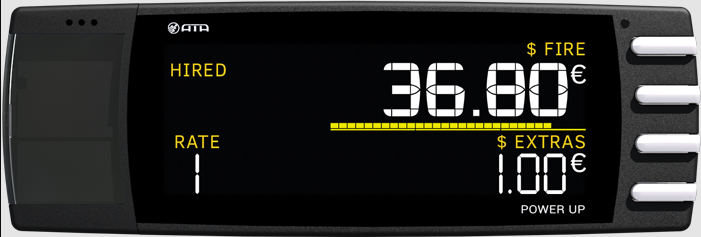 ATA
$ FIRE
HIRED
36.80€
RATE
$ EXTRAS
1
1.00€
POWER UP